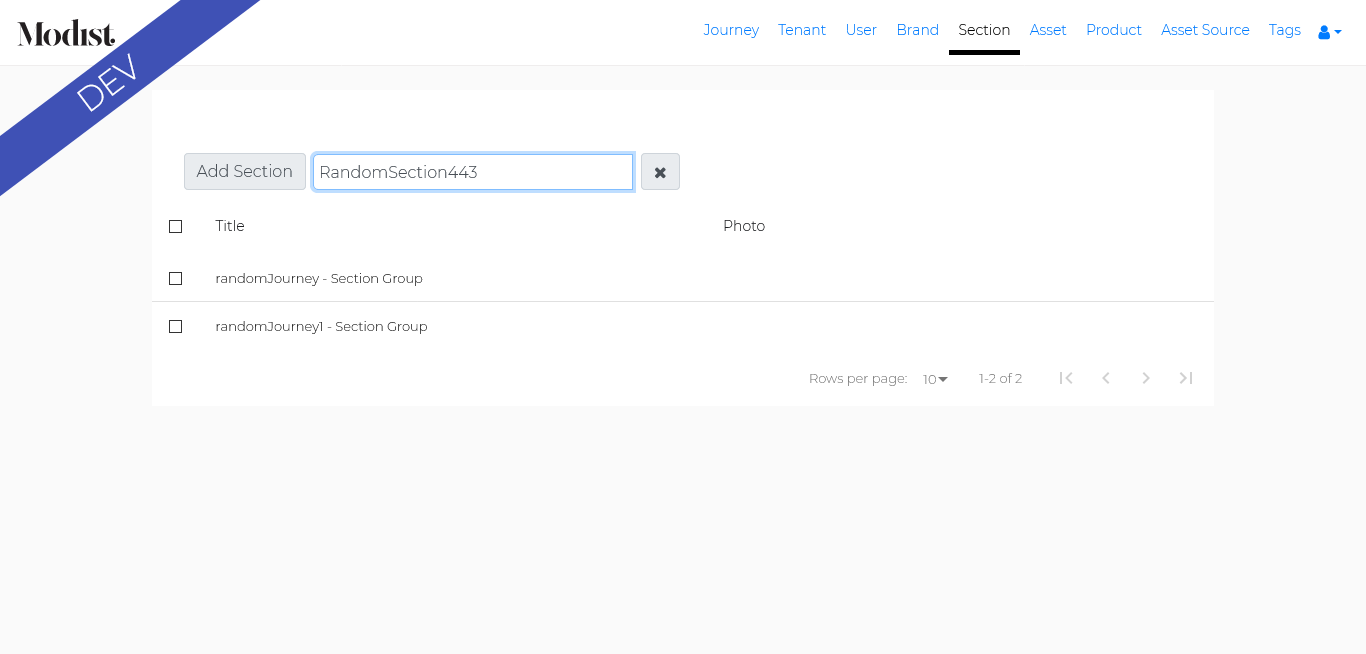 Modist.
DEV
Journey Tenant User Brand Section Asset Product Asset Source Tags
Add Section RandomSection443
Title Photo
randomJourney - Section Group
randomJourney1 - Section Group
Rows per page: 10 1-2 of 2